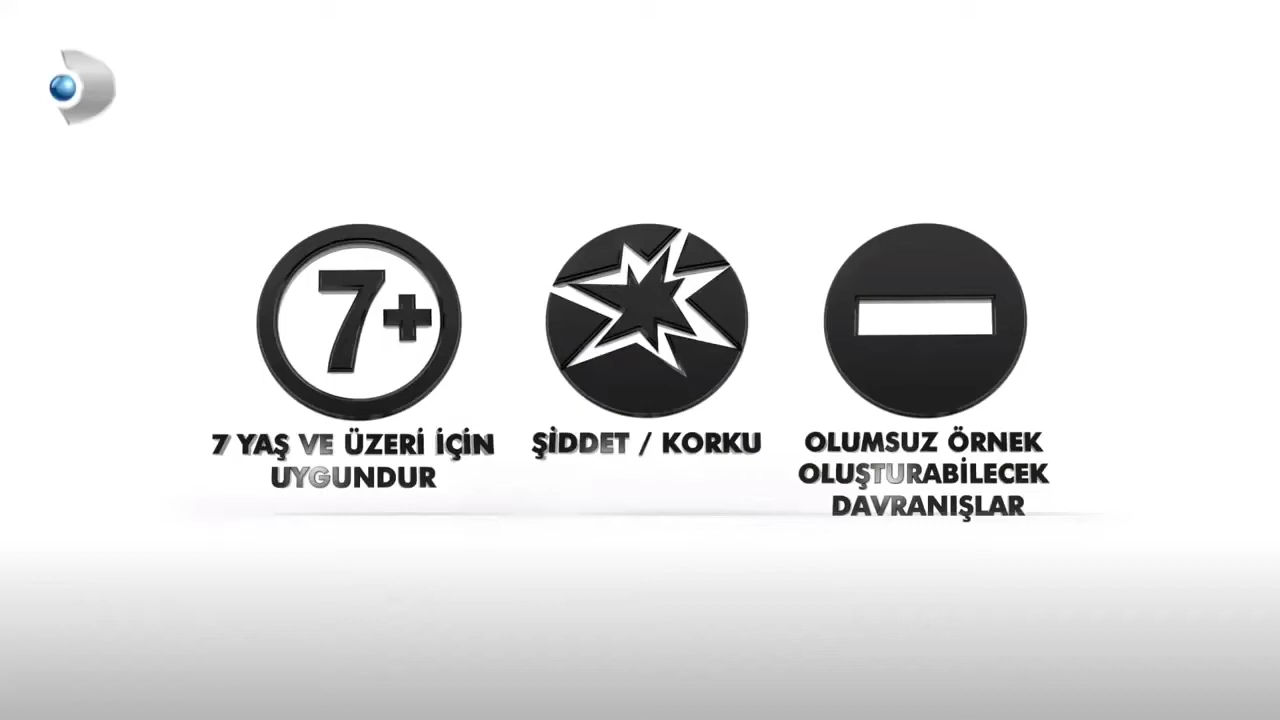 7+
7 YAŞ VE ÜZERİ İÇİN
UYGUNDUR
ŞİDDET / KORKU
OLUMSUZ ÖRNEK
OLUŞTURABİLECEK
DAVRANIŞLAR